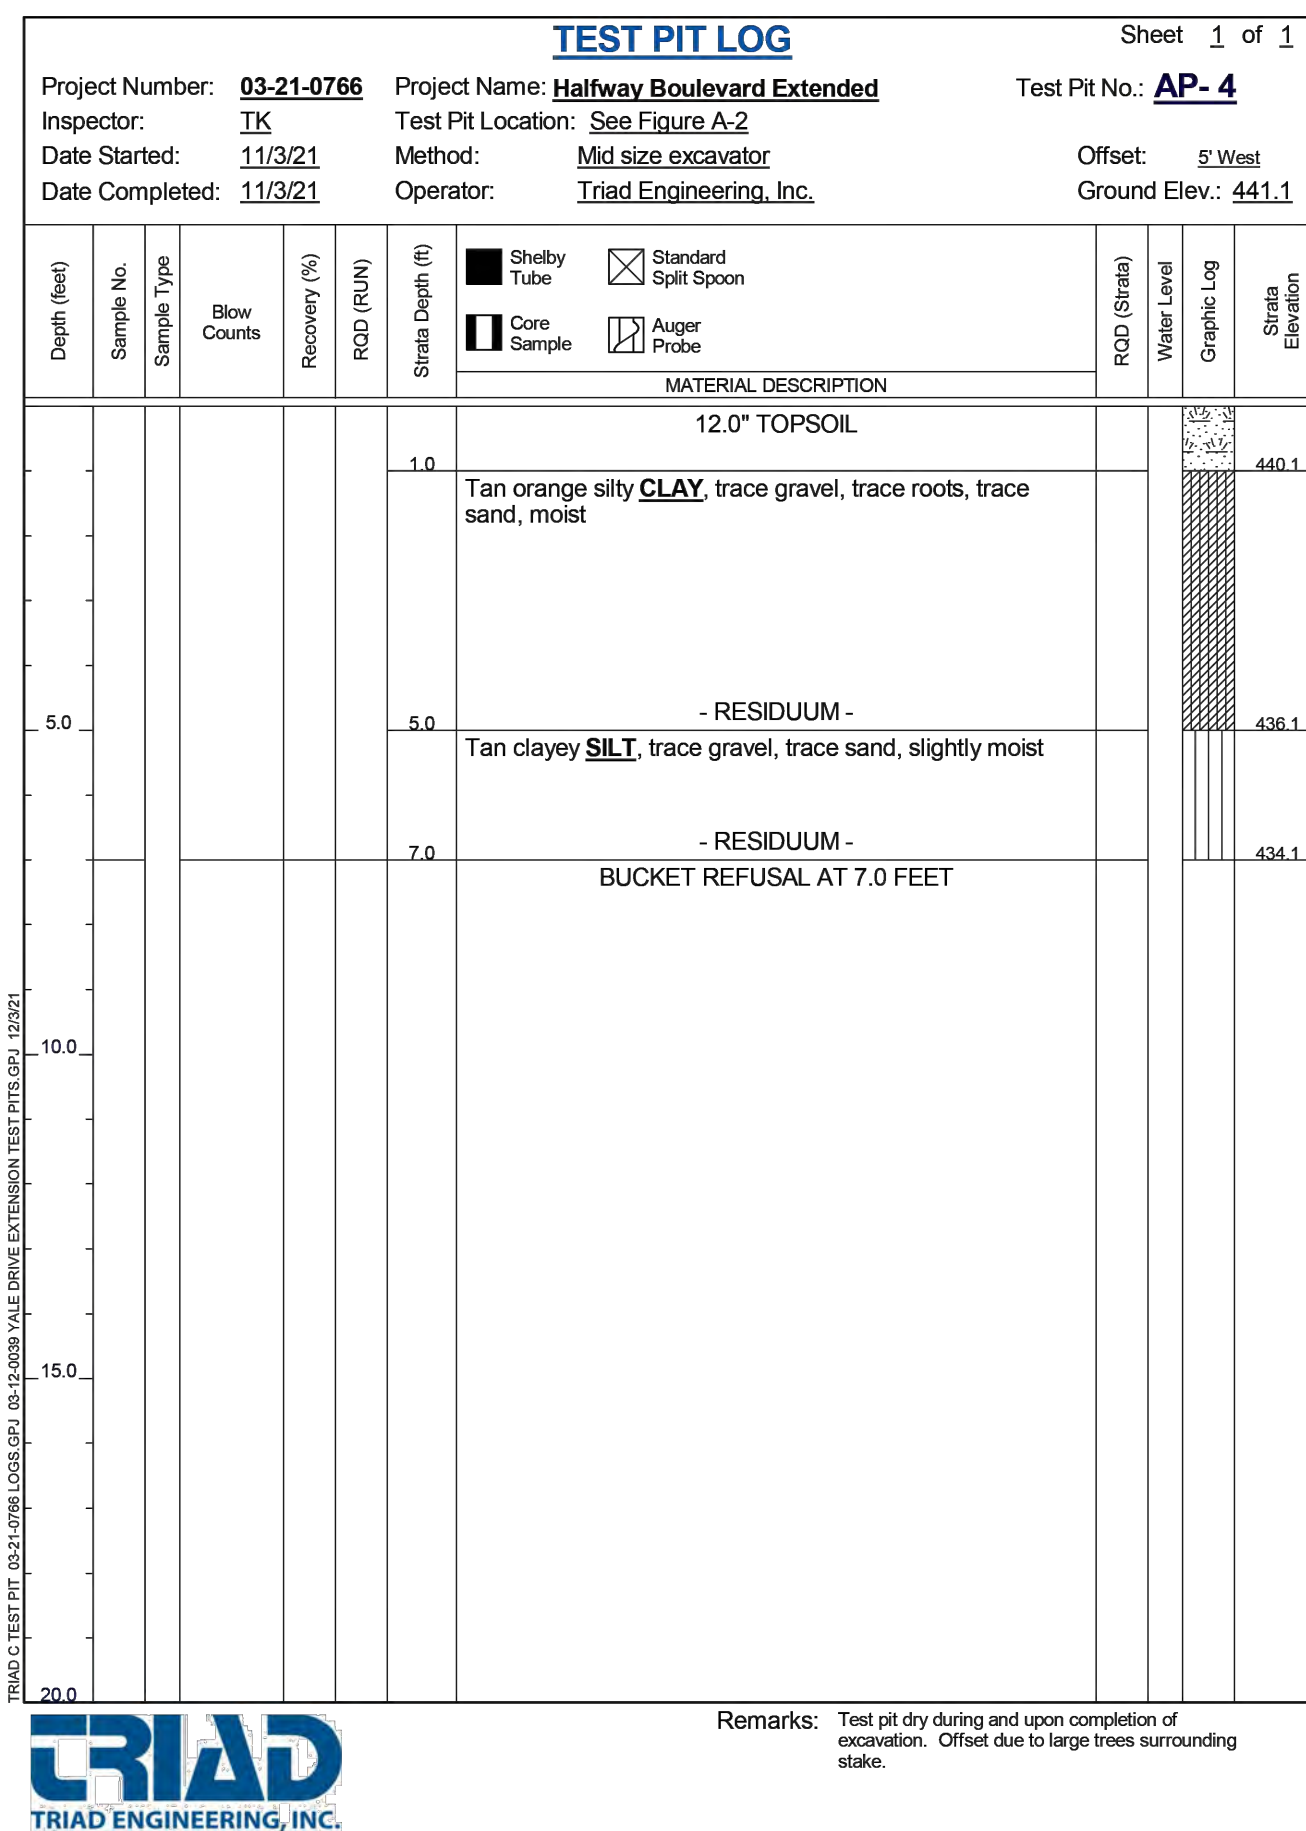 TEST PIT LOG
Sheet 1 of 1
Project Number: 03-21-0766 Project Name: Halfway Boulevard Extended Test Pit No.: AP- 4
Inspector: TK Test Pit Location: See Figure A-2
Date Started: 11/3/21 Method: Mid size excavator Offset: 5' West
Date Completed: 11/3/21 Operator: Triad Engineering, Inc. Ground Elev.: 441.1
Depth (feet)
Sample No.
Sample Type
Blow
Counts
Recovery (%)
RQD (RUN)
Strata Depth (ft)
Shelby
Tube
Standard
Split Spoon
Core
Sample
Auger
Probe
MATERIAL DESCRIPTION
RQD (Strata)
Water Level
Graphic Log
Strata
Elevation
12.0" TOPSOIL
1.0 440.1
Tan orange silty CLAY, trace gravel, trace roots, trace
sand, moist
- RESIDUUM -
5.0 5.0 436.1
Tan clayey SILT, trace gravel, trace sand, slightly moist
- RESIDUUM -
7.0 434.1
BUCKET REFUSAL AT 7.0 FEET
10.0
15.0
20.0
TRIAD C TEST PIT 03-21-0766 LOGS.GPJ 03-12-0039 YALE DRIVE EXTENSION TEST PITS.GPJ 12/3/21
TRIAD
TRIAD ENGINEERING, INC.
Remarks: Test pit dry during and upon completion of
excavation. Offset due to large trees surrounding
stake.